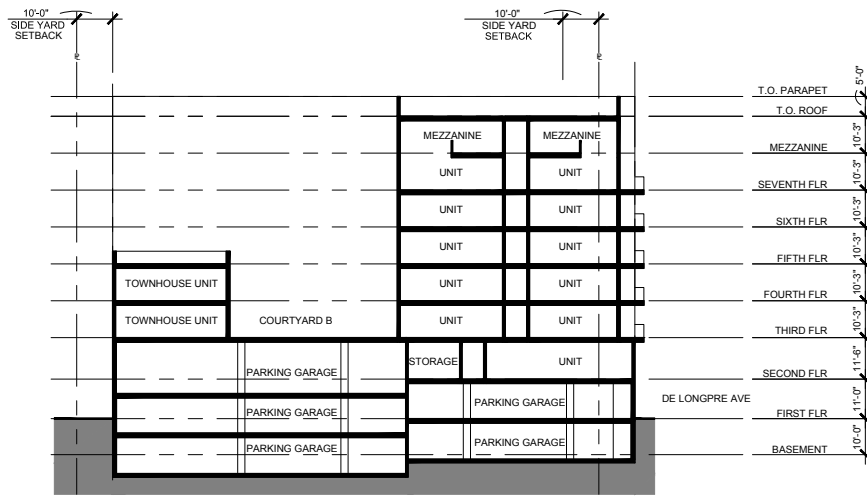 10'-0"
SIDE YARD
SETBACK
10'-0"
SIDE YARD
SETBACK
T.O. PARAPET
5'-0"
T.O. ROOF
MEZZANINE
MEZZANINE
10'-3"
MEZZANINE
UNIT
UNIT
10'-3"
SEVENTH FLR
UNIT
UNIT
10'-3"
SIXTH FLR
UNIT
UNIT
10'-3"
FIFTH FLR
TOWNHOUSE UNIT
UNIT
UNIT
10'-3"
FOURTH FLR
TOWNHOUSE UNIT
COURTYARD B
UNIT
UNIT
10'-3"
THIRD FLR
STORAGE
UNIT
11'-6"
PARKING GARAGE
SECOND FLR
PARKING GARAGE
DE LONGPRE AVE
11'-0"
PARKING GARAGE
FIRST FLR
PARKING GARAGE
PARKING GARAGE
10'-0"
BASEMENT